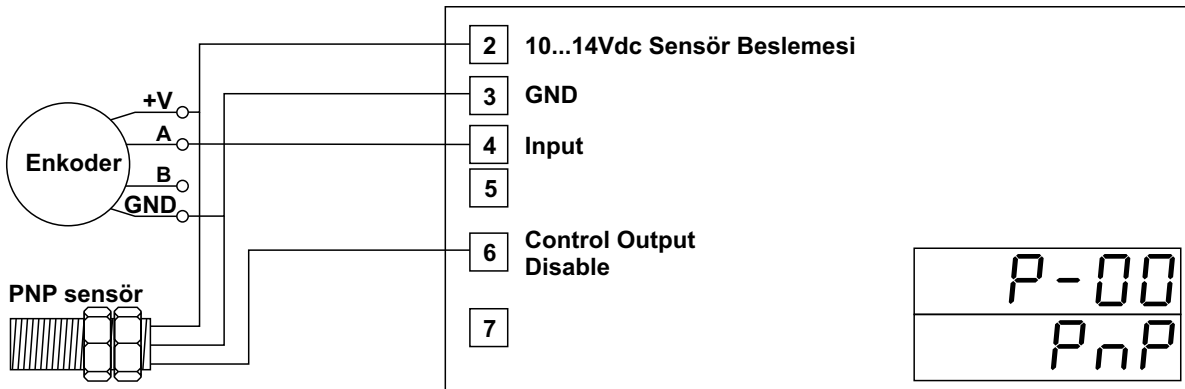 2 10...14Vdc Sensör Beslemesi
3 GND
4 Input
5
6 Control Output
Disable
7
+V
A
Enkoder
B
GND
PNP sensör
P-00
PnP